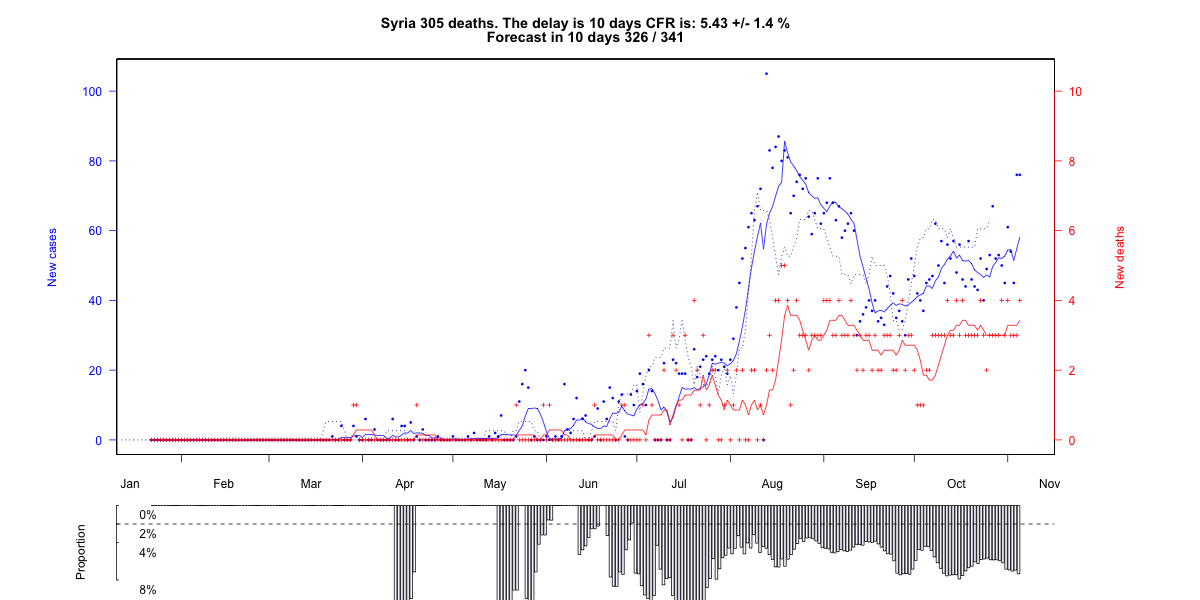 Syria 305 deaths. The delay is 10 days CFR is: 5.43 +/- 1.4 %
Forecast in 10 days 326 / 341
100
80
60
40
20
0
New cases
10
8
6
4
2
0
New deaths
Jan Feb Mar Apr May Jun Jul Aug Sep Oct Nov
Proportion
0%
2%
4%
8%